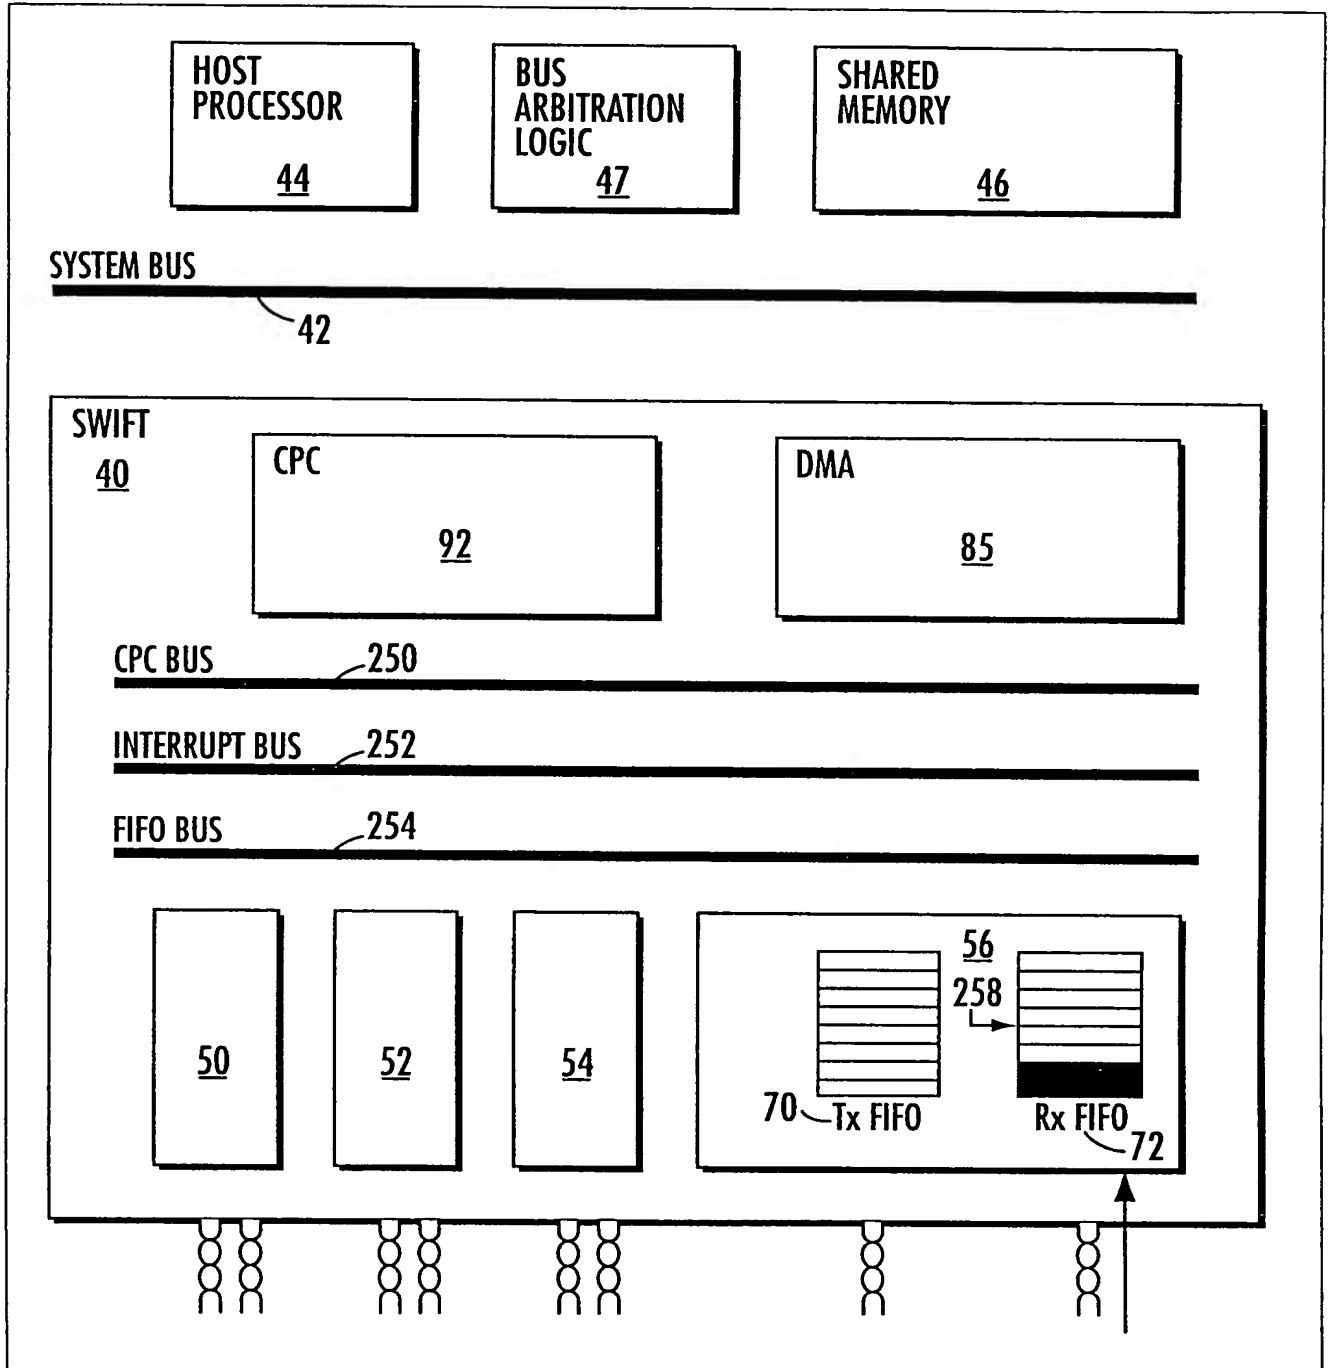 HOST
PROCESSOR
44
BUS
ARBITRATION
LOGIC
47
SHARED
MEMORY
46
SYSTEM BUS
42
SWIFT
40
CPC
92
DMA
85
CPC BUS
250
INTERRUPT BUS
252
FIFO BUS
254
50
52
54
56
258
70
Tx FIFO
Rx FIFO
72